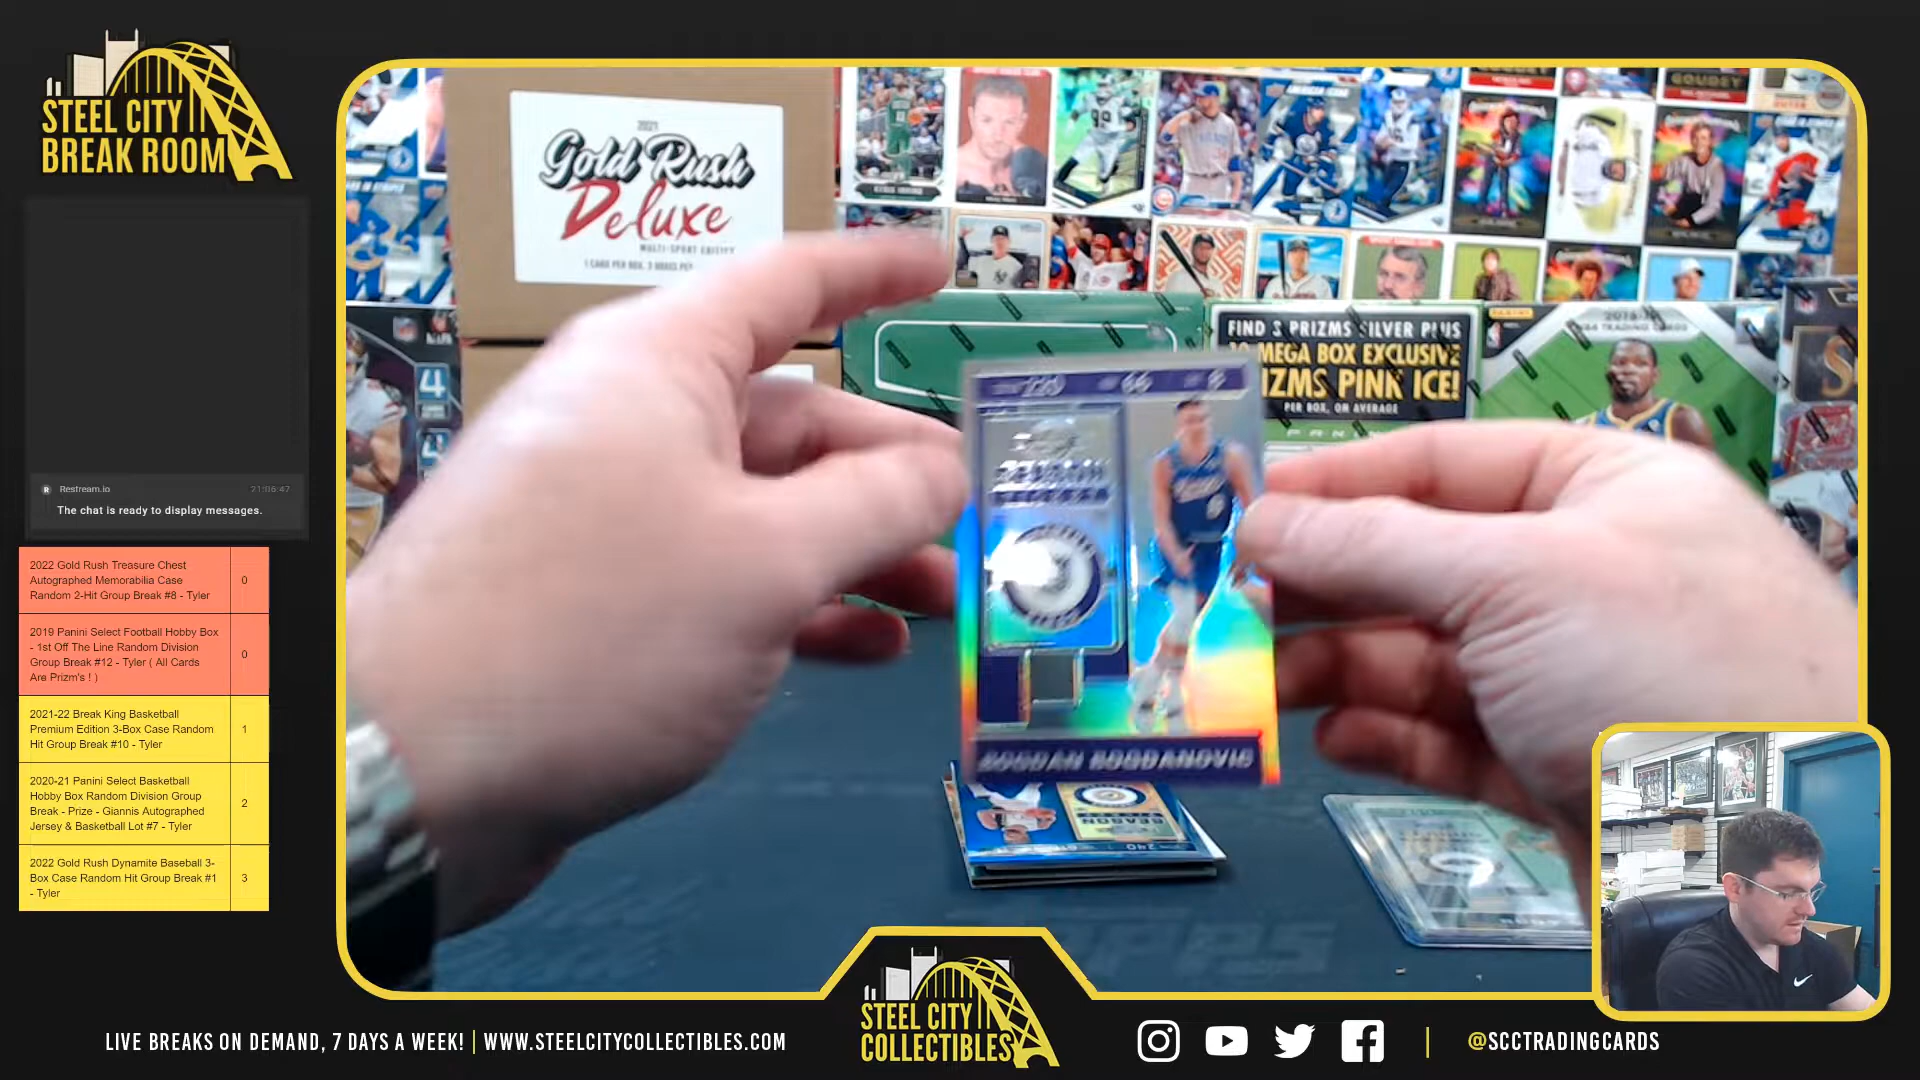 STEEL CITY
BREAK ROOM
Restream.io
21:06:47
The chat is ready to display messages.
2022 Gold Rush Treasure Chest
Autographed Memorabilia Case
Random 2-Hit Group Break #8 - Tyler
0
2019 Panini Select Football Hobby Box
- 1st Off The Line Random Division
Group Break #12 - Tyler ( All Cards
Are Prizm's ! )
0
2021-22 Break King Basketball
Premium Edition 3-Box Case Random
Hit Group Break #10 - Tyler
1
2020-21 Panini Select Basketball
Hobby Box Random Division Group
Break - Prize - Giannis Autographed
Jersey & Basketball Lot #7 - Tyler
2
2022 Gold Rush Dynamite Baseball 3-
Box Case Random Hit Group Break #1
- Tyler
3
2021
Gold Rush
Deluxe
MULTI-SPORT EDITION
FIND 3 PRIZMS SILVER PLUS
MEGA BOX EXCLUSIVE
PINK ICE!
PER BOX, ON AVERAGE
BOGDAN BOGDANOVIC
SEASON
240
LIVE BREAKS ON DEMAND, 7 DAYS A WEEK! | WWW.STEELCITYCOLLECTIBLES.COM
STEEL CITY
COLLECTIBLES
@SCCTRADINGCARDS